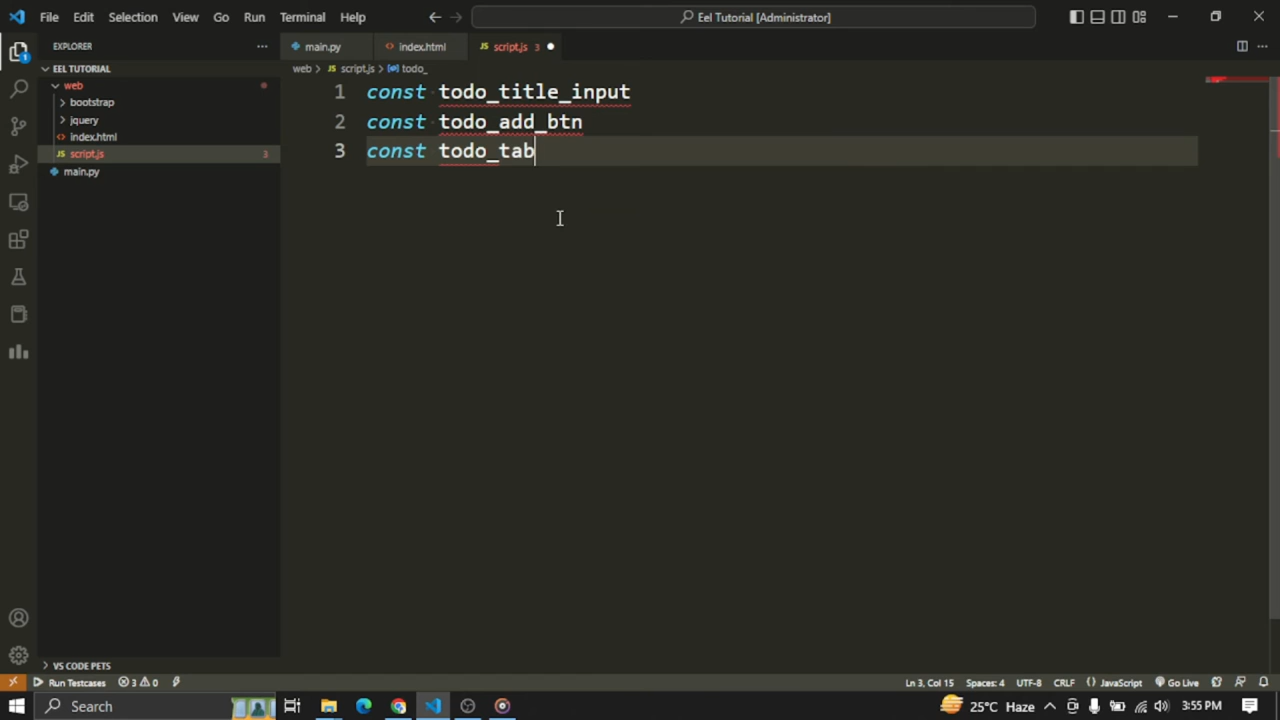 File Edit Selection View Go Run Terminal Help
Eel Tutorial [Administrator]
EXPLORER
main.py
index.html
script.js 3
EEL TUTORIAL
web > script.js > todo_
web
bootstrap
jquery
index.html
script.js 3
main.py
1 const todo_title_input
2 const todo_add_btn
3 const todo_tab
VS CODE PETS
Run Testcases 3 0
Ln 3, Col 15 Spaces: 4 UTF-8 CRLF {} JavaScript Go Live
Search
25°C Haze
3:55 PM